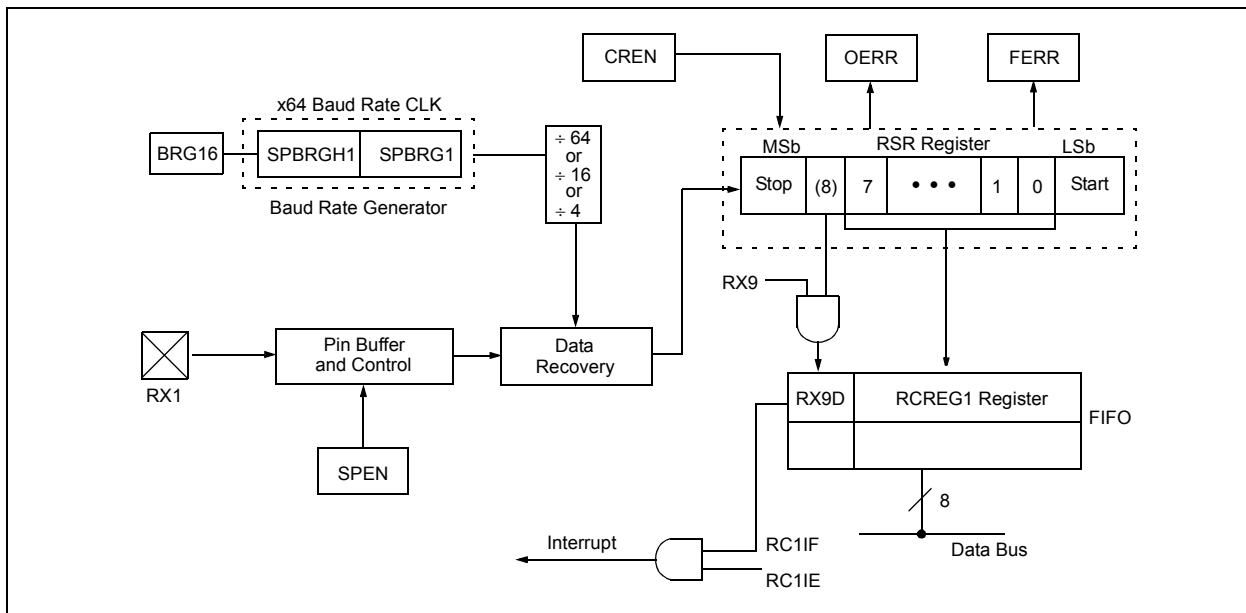 CREN
OERR
FERR
x64 Baud Rate CLK
BRG16
SPBRGH1
SPBRG1
Baud Rate Generator
÷ 64
or
÷ 16
or
÷ 4
MSb
RSR Register
LSb
Stop
(8)
7
• • •
1
0
Start
RX9
RX1
Pin Buffer
and Control
Data
Recovery
SPEN
RX9D
RCREG1 Register
FIFO
8
Data Bus
Interrupt
RC1IF
RC1IE